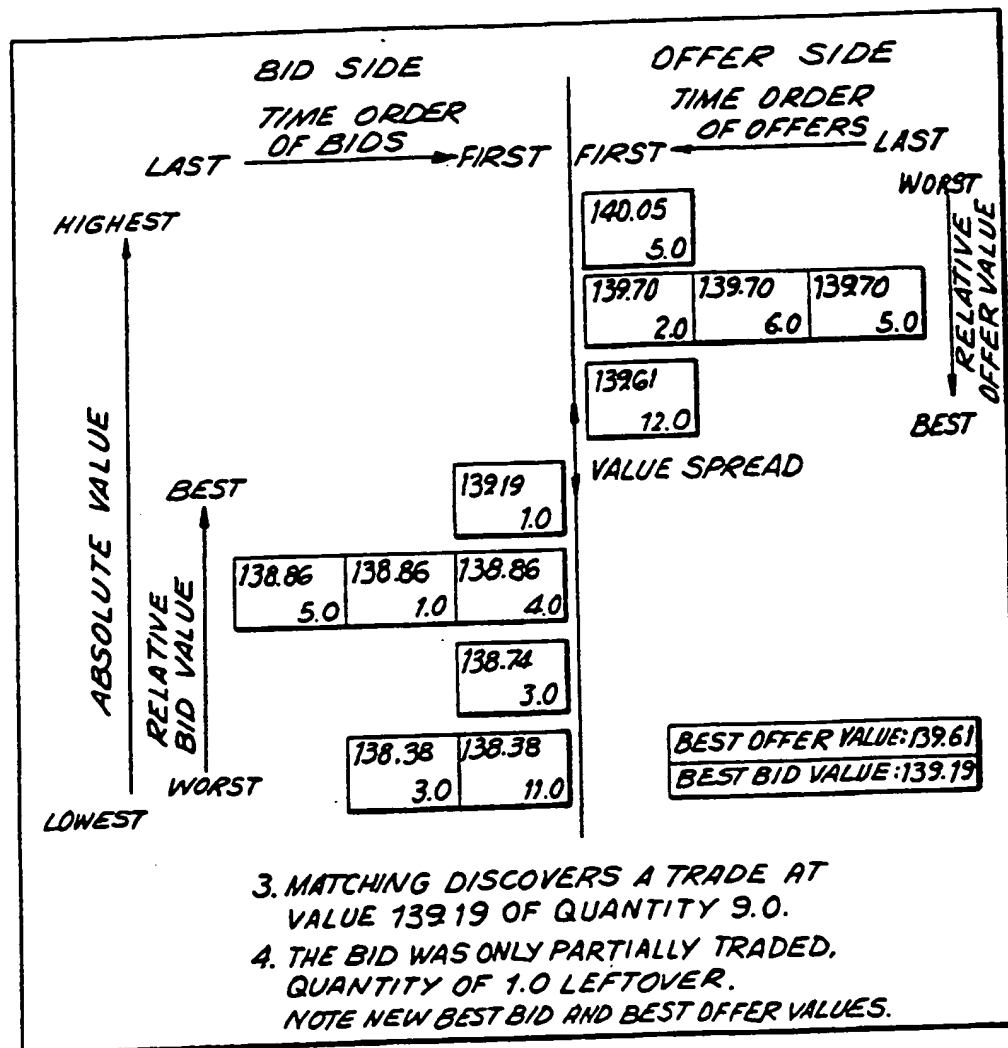 BID SIDE
OFFER SIDE
TIME ORDER
OF BIDS
TIME ORDER
OF OFFERS
LAST
FIRST
FIRST
LAST
HIGHEST
WORST
140.05
5.0
139.70
139.70
139.70
2.0
6.0
5.0
RELATIVE
OFFER VALUE
139.61
12.0
BEST
VALUE SPREAD
ABSOLUTE VALUE
BEST
139.19
1.0
RELATIVE
BID VALUE
138.86
138.86
138.86
5.0
1.0
4.0
138.74
3.0
138.38
138.38
3.0
11.0
WORST
LOWEST
BEST OFFER VALUE:139.61
BEST BID VALUE:139.19
3. MATCHING DISCOVERS A TRADE AT
VALUE 139.19 OF QUANTITY 9.0.
4. THE BID WAS ONLY PARTIALLY TRADED,
QUANTITY OF 1.0 LEFTOVER.
NOTE NEW BEST BID AND BEST OFFER VALUES.